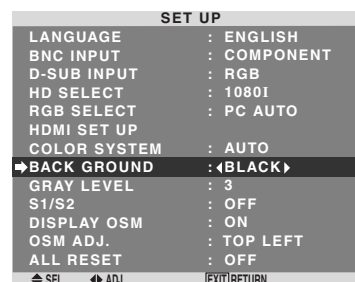 SET UP
LANGUAGE : ENGLISH
BNC INPUT : COMPONENT
D-SUB INPUT : RGB
HD SELECT : 1080I
RGB SELECT : PC AUTO
HDMI SET UP
COLOR SYSTEM : AUTO
BACK GROUND : BLACK
GRAY LEVEL : 3
S1/S2 : OFF
DISPLAY OSM : ON
OSM ADJ. : TOP LEFT
ALL RESET : OFF
SEL. ADJ. EXIT RETURN